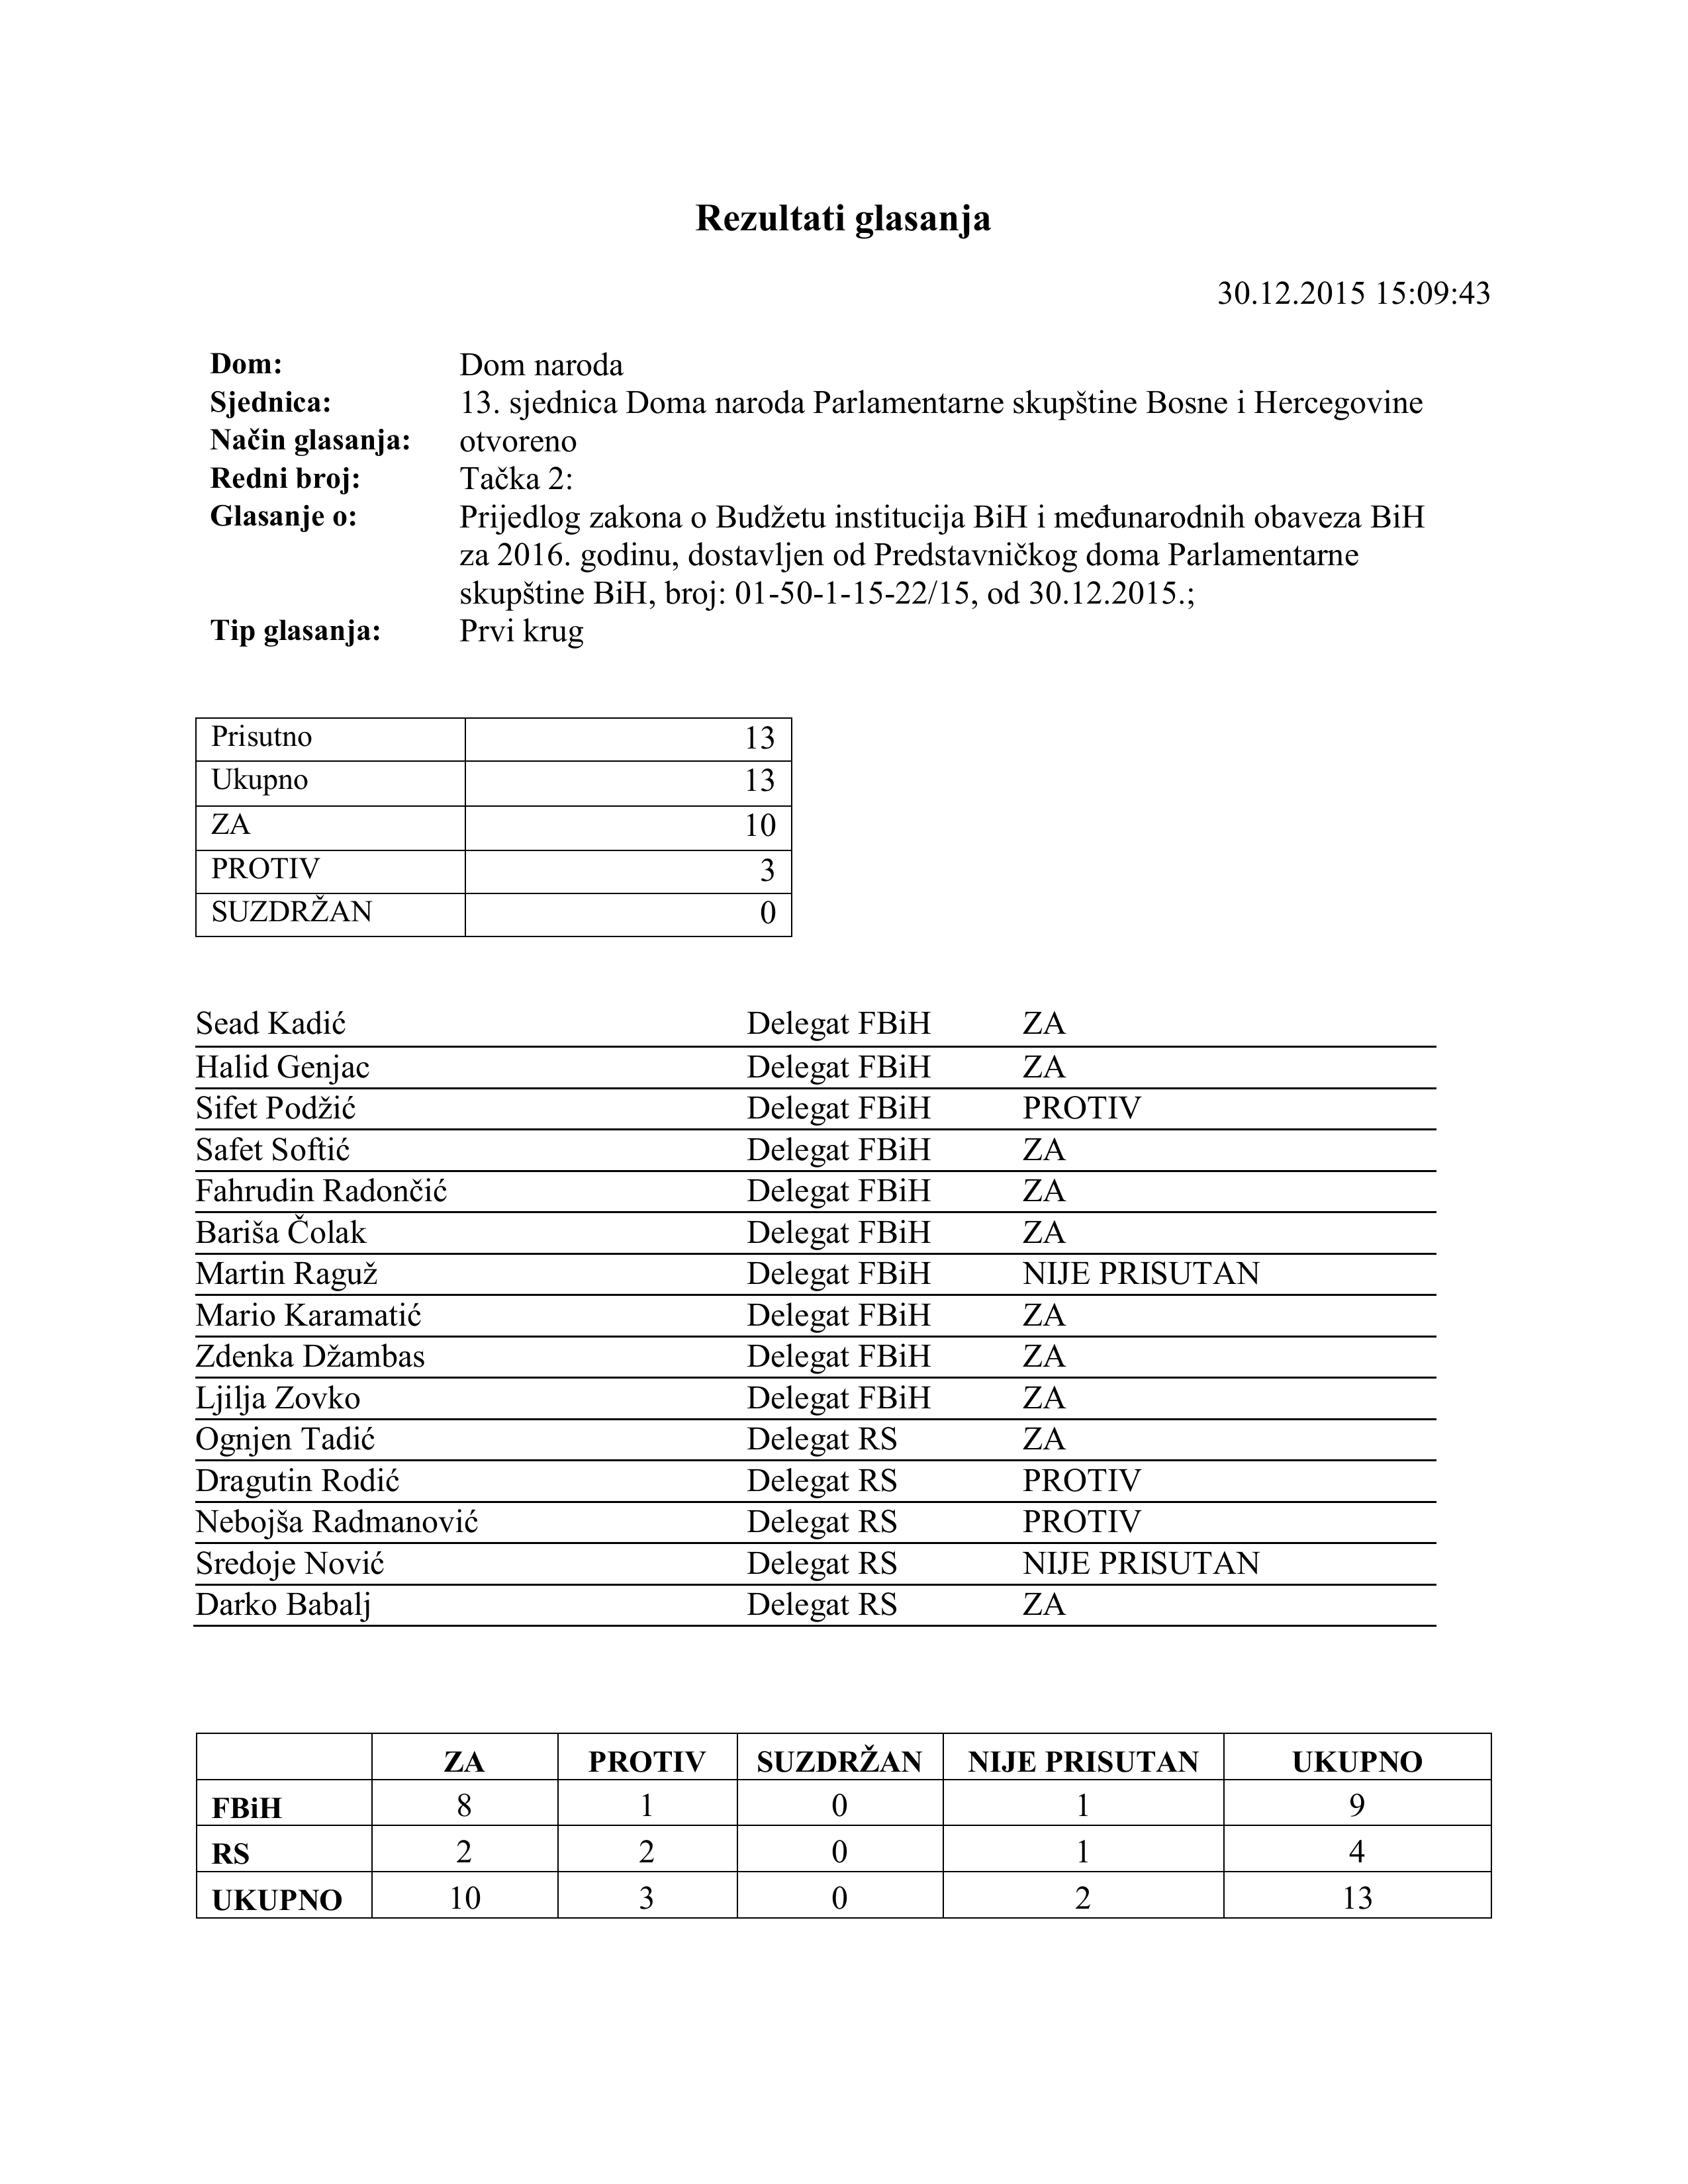 Rezultati glasanja
30.12.2015 15:09:43
Dom: Dom naroda
Sjednica: 13. sjednica Doma naroda Parlamentarne skupštine Bosne i Hercegovine
Način glasanja: otvoreno
Redni broj: Tačka 2:
Glasanje o: Prijedlog zakona o Budžetu institucija BiH i međunarodnih obaveza BiH
za 2016. godinu, dostavljen od Predstavničkog doma Parlamentarne
skupštine BiH, broj: 01-50-1-15-22/15, od 30.12.2015.;
Tip glasanja: Prvi krug
Prisutno 13
Ukupno 13
ZA 10
PROTIV 3
SUZDRŽAN 0
Sead Kadić Delegat FBiH ZA
Halid Genjac Delegat FBiH ZA
Sifet Podžić Delegat FBiH PROTIV
Safet Softić Delegat FBiH ZA
Fahrudin Radončić Delegat FBiH ZA
Bariša Čolak Delegat FBiH ZA
Martin Raguž Delegat FBiH NIJE PRISUTAN
Mario Karamatić Delegat FBiH ZA
Zdenka Džambas Delegat FBiH ZA
Ljilja Zovko Delegat FBiH ZA
Ognjen Tadić Delegat RS ZA
Dragutin Rodić Delegat RS PROTIV
Nebojša Radmanović Delegat RS PROTIV
Sredoje Nović Delegat RS NIJE PRISUTAN
Darko Babalj Delegat RS ZA
ZA PROTIV SUZDRŽAN NIJE PRISUTAN UKUPNO
FBiH 8 1 0 1 9
RS 2 2 0 1 4
UKUPNO 10 3 0 2 13